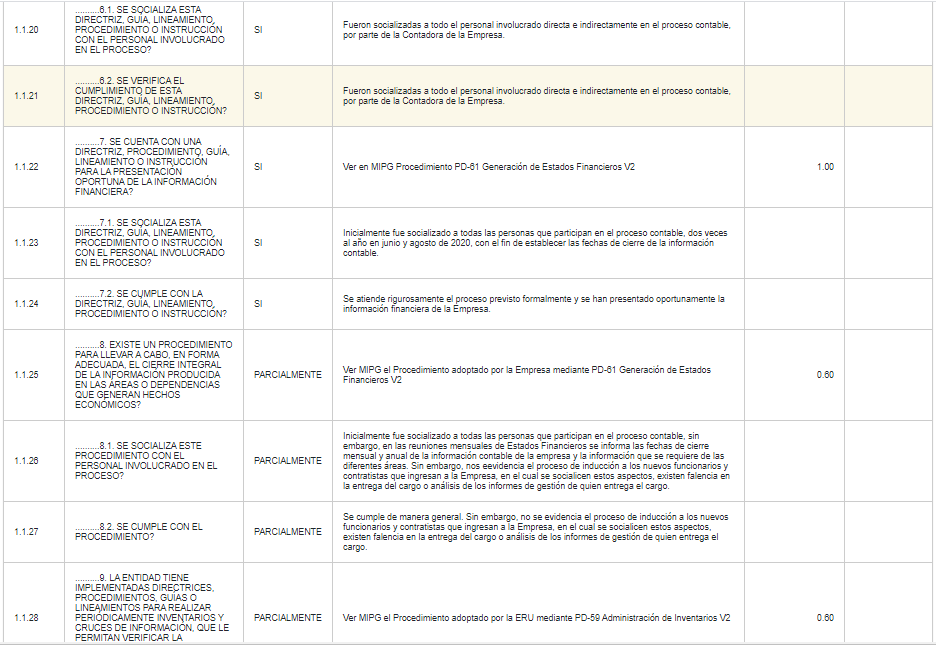 ..........6.1. SE SOCIALIZA ESTA
DIRECTRIZ, GUÍA, LINEAMIENTO,
PROCEDIMIENTO O INSTRUCCIÓN
CON EL PERSONAL INVOLUCRADO
EN EL PROCESO?
1.1.20
SI
Fueron socializadas a todo el personal involucrado directa e indirectamente en el proceso contable,
por parte de la Contadora de la Empresa.
..........6.2. SE VERIFICA EL
CUMPLIMIENTO DE ESTA
DIRECTRIZ, GUÍA, LINEAMIENTO,
PROCEDIMIENTO O INSTRUCCIÓN?
1.1.21
SI
Fueron socializadas a todo el personal involucrado directa e indirectamente en el proceso contable,
por parte de la Contadora de la Empresa.
..........7. SE CUENTA CON UNA
DIRECTRIZ, PROCEDIMIENTO, GUÍA,
LINEAMIENTO O INSTRUCCIÓN
PARA LA PRESENTACIÓN
OPORTUNA DE LA INFORMACIÓN
FINANCIERA?
1.1.22
SI
Ver en MIPG Procedimiento PD-61 Generación de Estados Financieros V2
1.00
..........7.1. SE SOCIALIZA ESTA
DIRECTRIZ, GUÍA, LINEAMIENTO,
PROCEDIMIENTO O INSTRUCCIÓN
CON EL PERSONAL INVOLUCRADO
EN EL PROCESO?
1.1.23
SI
Inicialmente fue socializado a todas las personas que participan en el proceso contable, dos veces
al año en junio y agosto de 2020, con el fin de establecer las fechas de cierre de la información
contable.
..........7.2. SE CUMPLE CON LA
DIRECTRIZ, GUÍA, LINEAMIENTO,
PROCEDIMIENTO O INSTRUCCIÓN?
1.1.24
SI
Se atiende rigurosamente el proceso previsto formalmente y se han presentado oportunamente la
información financiera de la Empresa.
..........8. EXISTE UN PROCEDIMIENTO
PARA LLEVAR A CABO, EN FORMA
ADECUADA, EL CIERRE INTEGRAL
DE LA INFORMACIÓN PRODUCIDA
EN LAS ÁREAS O DEPENDENCIAS
QUE GENERAN HECHOS
ECONÓMICOS?
1.1.25
PARCIALMENTE
Ver MIPG el Procedimiento adoptado por la Empresa mediante PD-61 Generación de Estados
Financieros V2
0.60
..........8.1. SE SOCIALIZA ESTE
PROCEDIMIENTO CON EL
PERSONAL INVOLUCRADO EN EL
PROCESO?
1.1.26
PARCIALMENTE
Inicialmente fue socializado a todas las personas que participan en el proceso contable, sin
embargo, en las reuniones mensuales de Estados Financieros se informa las fechas de cierre
mensual y anual de la información contable de la empresa y la información que se requiere de las
diferentes áreas. Sin embargo, nos eevidencia el proceso de inducción a los nuevos funcionarios y
contratistas que ingresan a la Empresa, en el cual se socialicen estos aspectos, existen falencia en
la entrega del cargo o análisis de los informes de gestión de quien entrega el cargo.
..........8.2. SE CUMPLE CON EL
PROCEDIMIENTO?
1.1.27
PARCIALMENTE
Se cumple de manera general. Sin embargo, no se evidencia el proceso de inducción a los nuevos
funcionarios y contratistas que ingresan a la Empresa, en el cual se socialicen estos aspectos,
existen falencia en la entrega del cargo o análisis de los informes de gestión de quien entrega el
cargo.
..........9. LA ENTIDAD TIENE
IMPLEMENTADAS DIRECTRICES,
PROCEDIMIENTOS, GUÍAS O
LINEAMIENTOS PARA REALIZAR
PERIÓDICAMENTE INVENTARIOS Y
CRUCES DE INFORMACIÓN, QUE LE
PERMITAN VERIFICAR LA
1.1.28
PARCIALMENTE
Ver MIPG el Procedimiento adoptado por la ERU mediante PD-59 Administración de Inventarios V2
0.60